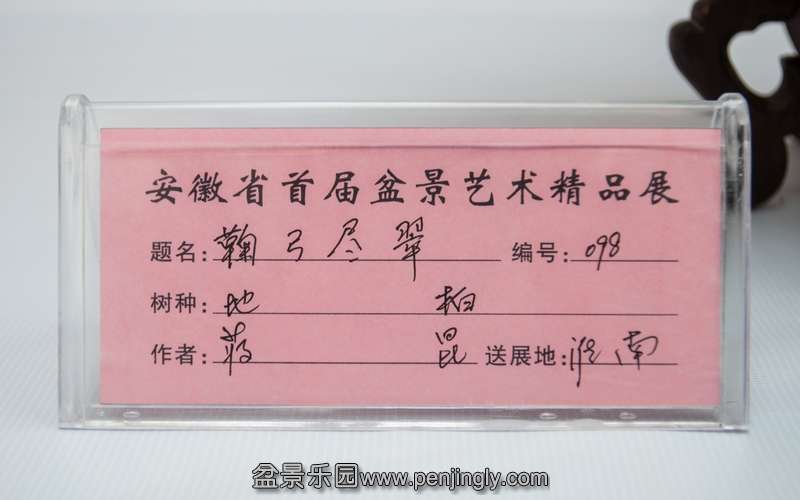 安徽省首届盆景艺术精品展
题名:鞠弓尽翠 编号:098
树种:地柏
作者:蒋昆 送展地:淮南
盆景乐园www.penjingly.com